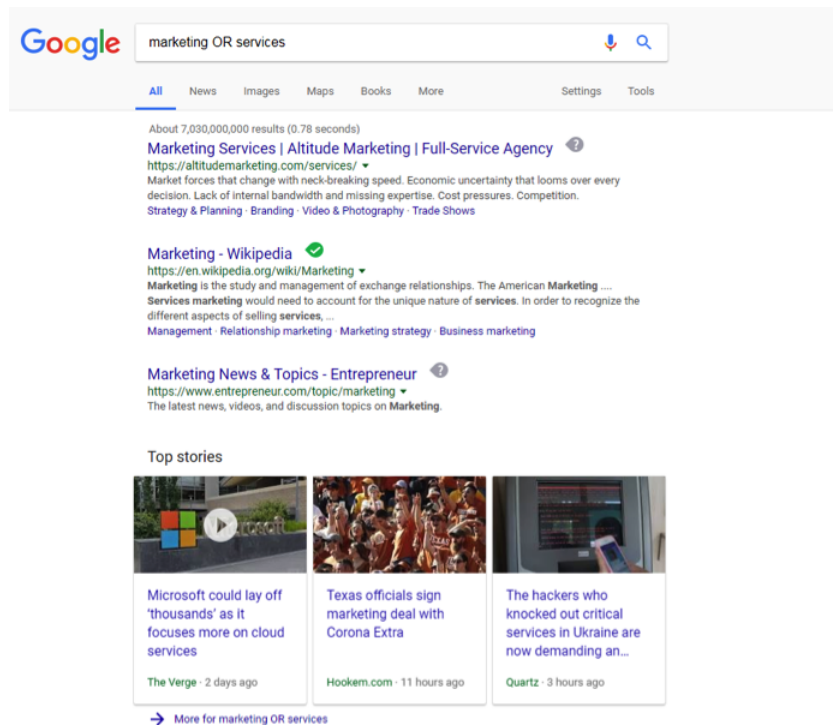 Google
marketing OR services
All News Images Maps Books More Settings Tools
About 7,030,000,000 results (0.78 seconds)
Marketing Services | Altitude Marketing | Full-Service Agency ?
https://altitudemarketing.com/services/
Market forces that change with neck-breaking speed. Economic uncertainty that looms over every
decision. Lack of internal bandwidth and missing expertise. Cost pressures. Competition.
Strategy & Planning · Branding · Video & Photography · Trade Shows
Marketing - Wikipedia
https://en.wikipedia.org/wiki/Marketing
Marketing is the study and management of exchange relationships. The American Marketing ....
Services marketing would need to account for the unique nature of services. In order to recognize the
different aspects of selling services, ...
Management · Relationship marketing · Marketing strategy · Business marketing
Marketing News & Topics - Entrepreneur ?
https://www.entrepreneur.com/topic/marketing
The latest news, videos, and discussion topics on Marketing.
Top stories
Microsoft
TEXAS
Microsoft could lay off
'thousands' as it
focuses more on cloud
services
The Verge · 2 days ago
Texas officials sign
marketing deal with
Corona Extra
Hookem.com · 11 hours ago
The hackers who
knocked out critical
services in Ukraine are
now demanding an...
Quartz · 3 hours ago
More for marketing OR services